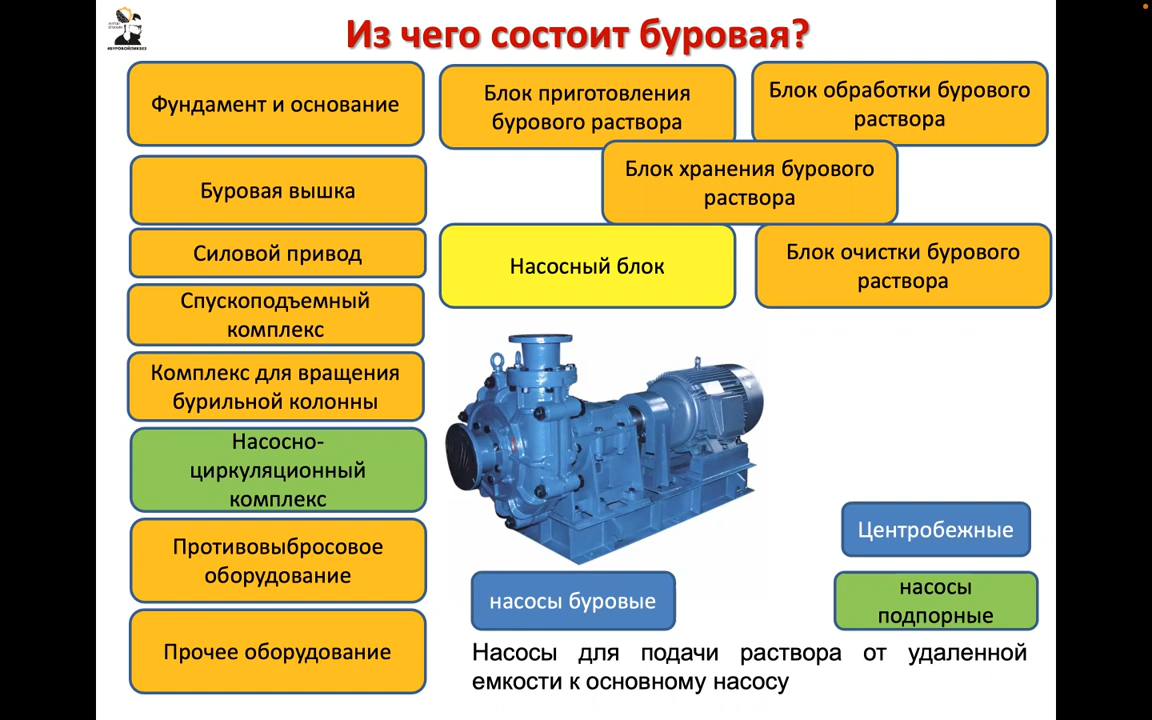 Из чего состоит буровая?
Фундамент и основание
Буровая вышка
Силовой привод
Спускоподъемный
комплекс
Комплекс для вращения
бурильной колонны
Насосно-
циркуляционный
комплекс
Противовыбросовое
оборудование
Прочее оборудование
Блок приготовления
бурового раствора
Блок обработки бурового
раствора
Блок хранения бурового
раствора
Насосный блок
Блок очистки бурового
раствора
Центробежные
насосы буровые
насосы
подпорные
Насосы для подачи раствора от удаленной
емкости к основному насосу